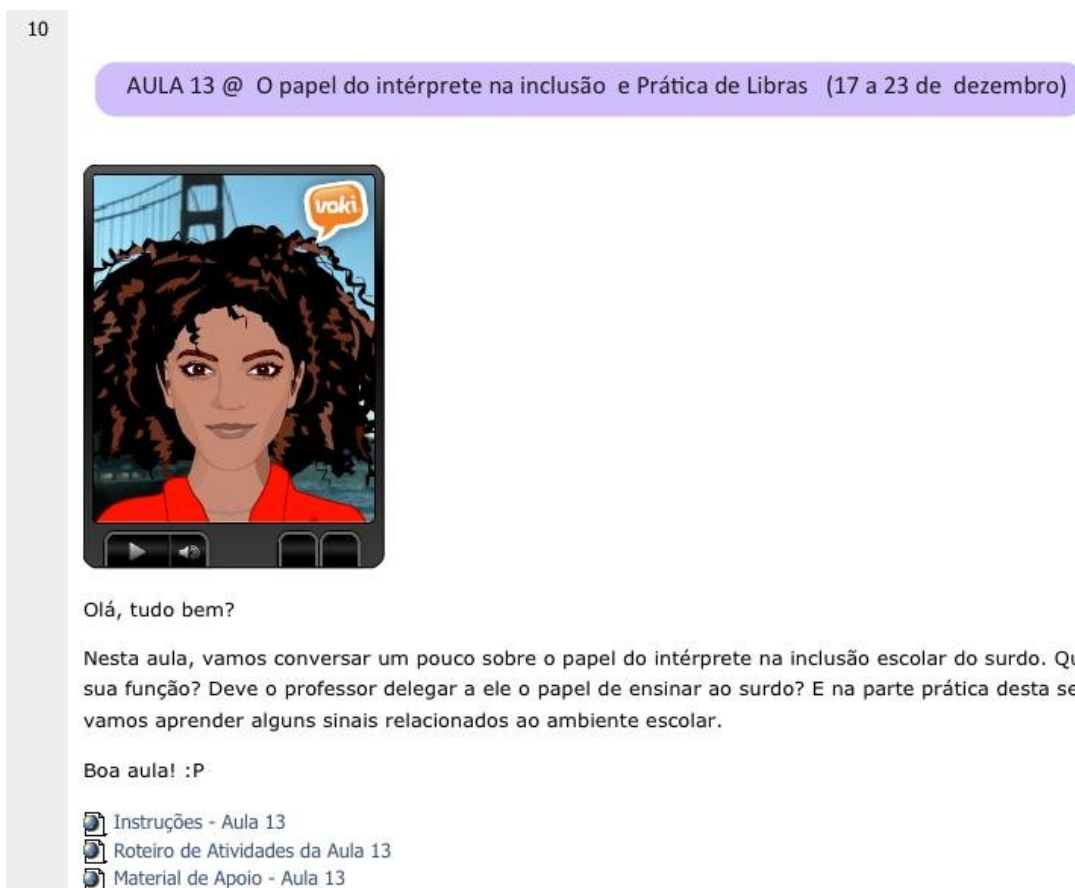 10
AULA 13 @ O papel do intérprete na inclusão e Prática de Libras (17 a 23 de dezembro)
voki
Olá, tudo bem?
Nesta aula, vamos conversar um pouco sobre o papel do intérprete na inclusão escolar do surdo.
sua função? Deve o professor delegar a ele o papel de ensinar ao surdo? E na parte prática desta
vamos aprender alguns sinais relacionados ao ambiente escolar.
Boa aula! :P
Instruções - Aula 13
Roteiro de Atividades da Aula 13
Material de Apoio - Aula 13